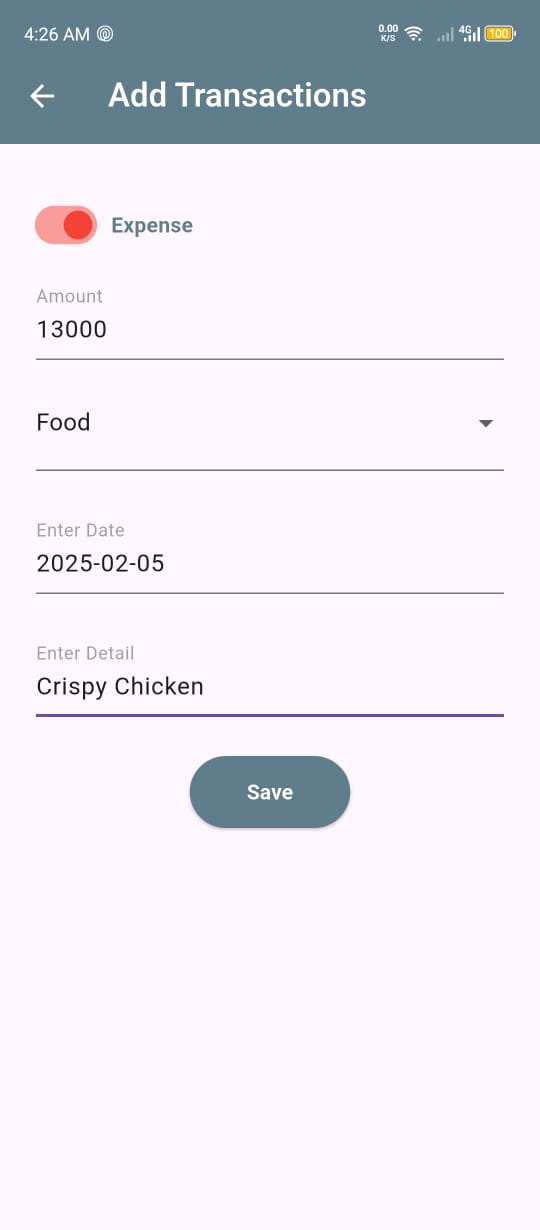 4:26 AM 0.00 K/S 4G 100
Add Transactions
Expense
Amount
13000
Food
Enter Date
2025-02-05
Enter Detail
Crispy Chicken
Save